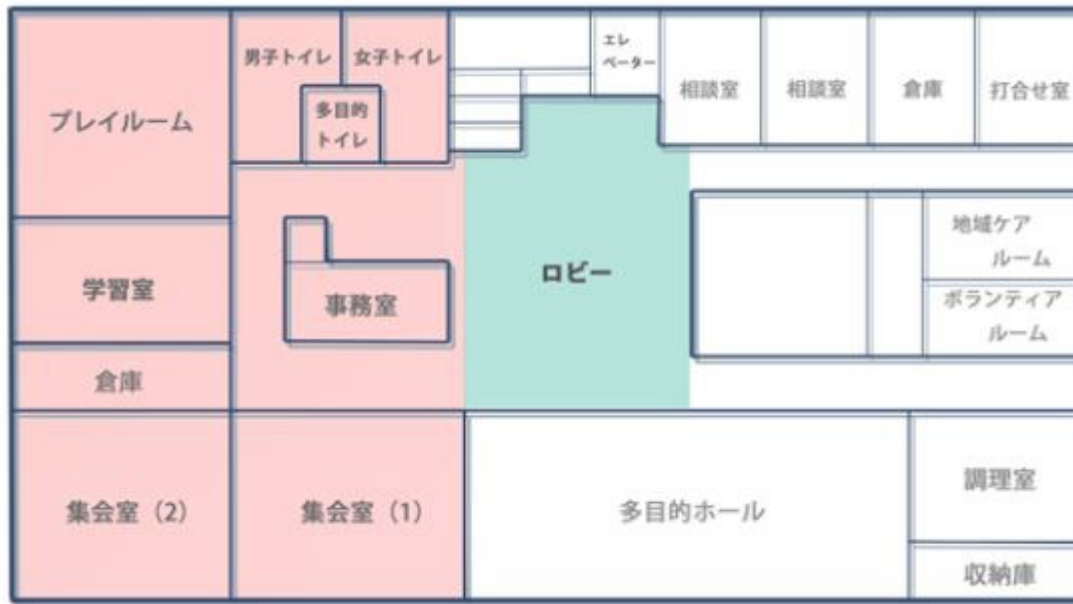 男子トイレ
女子トイレ
エレ
ベーター
プレイルーム
多目的
トイレ
相談室
相談室
倉庫
打合せ室
地域ケア
ルーム
学習室
事務室
ロビー
ボランティア
ルーム
倉庫
集会室（2）
集会室（1）
多目的ホール
調理室
収納庫